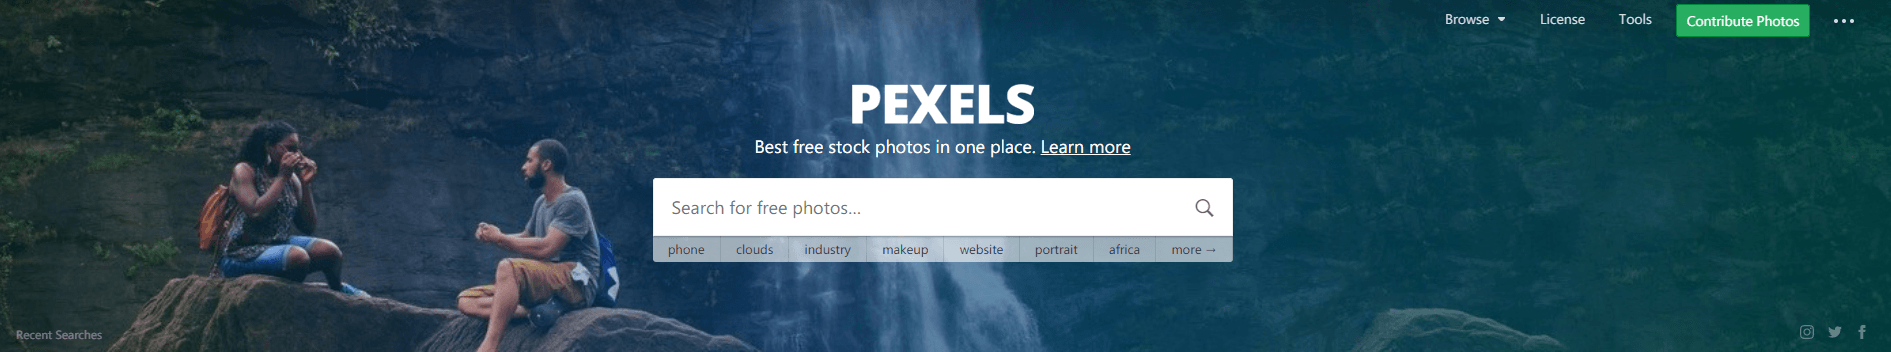 Browse License Tools Contribute Photos
PEXELS
Best free stock photos in one place. Learn more
Search for free photos...
phone clouds industry makeup website portrait africa more →
Recent Searches